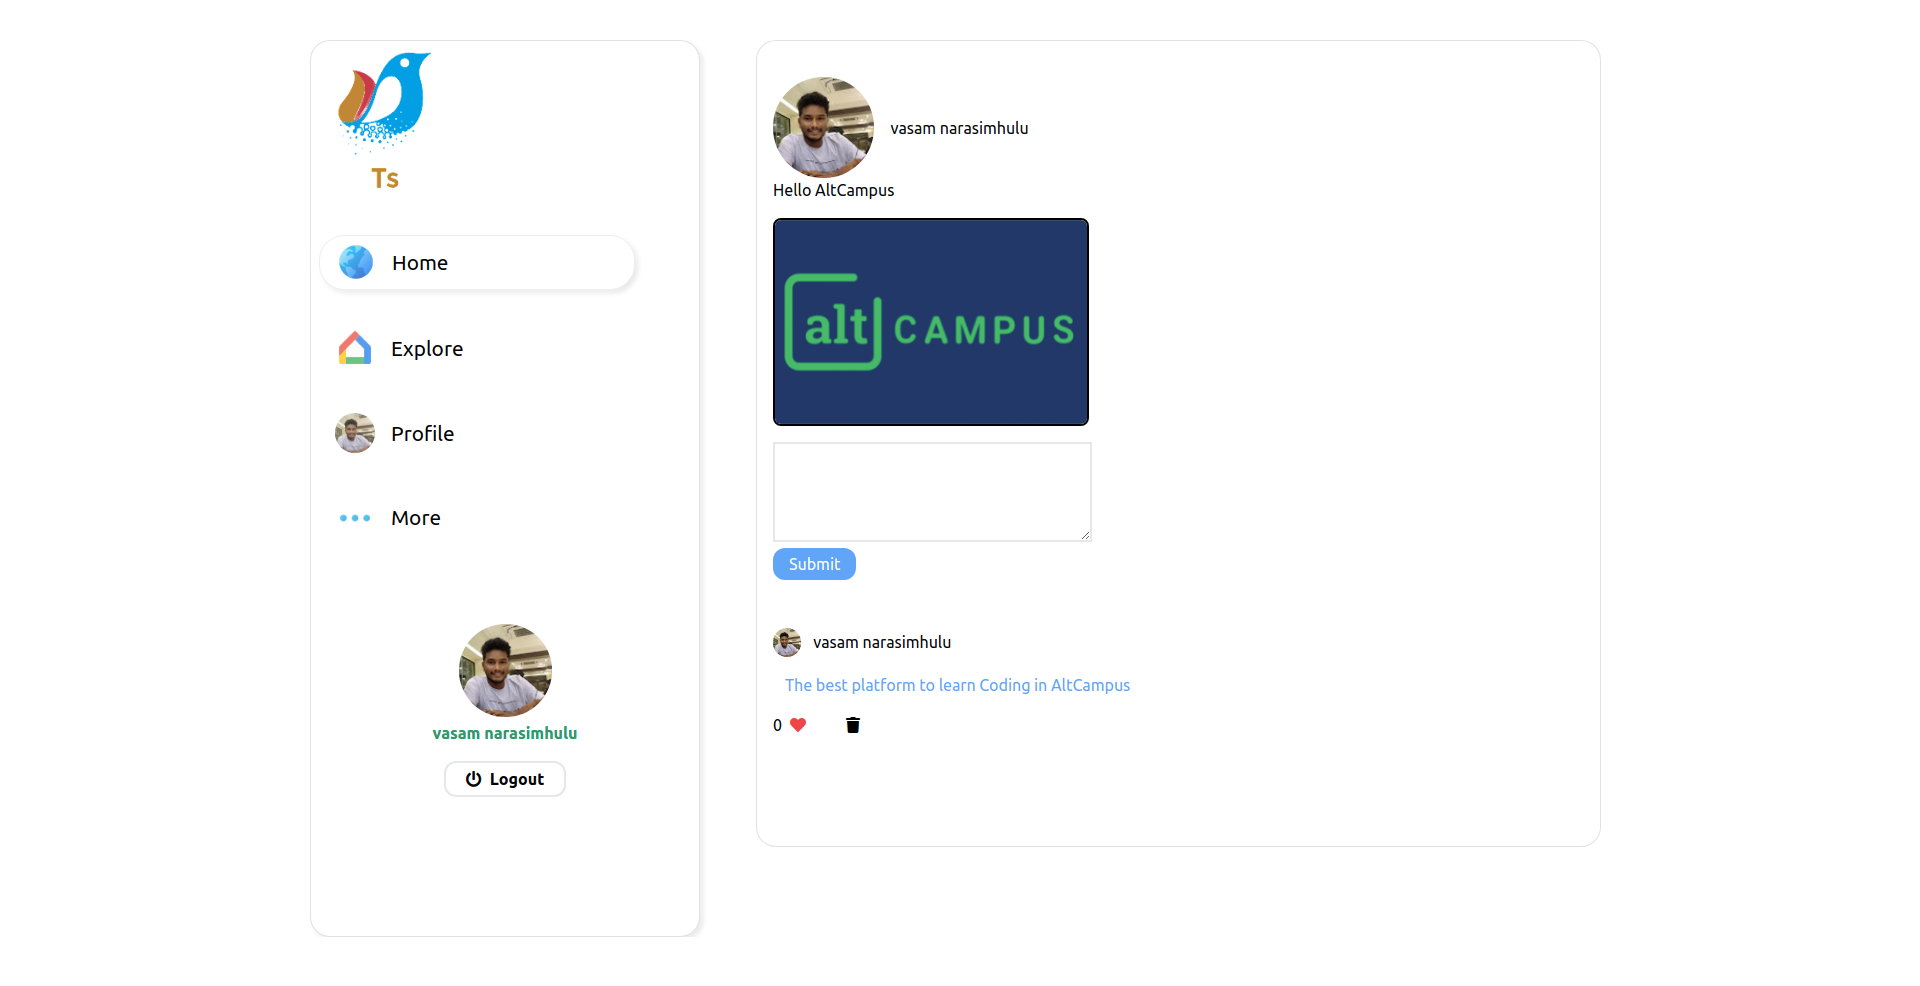 Ts
Home
Explore
Profile
More
vasam narasimhulu
Logout
vasam narasimhulu
Hello AltCampus
alt CAMPUS
Submit
vasam narasimhulu
The best platform to learn Coding in AltCampus
0